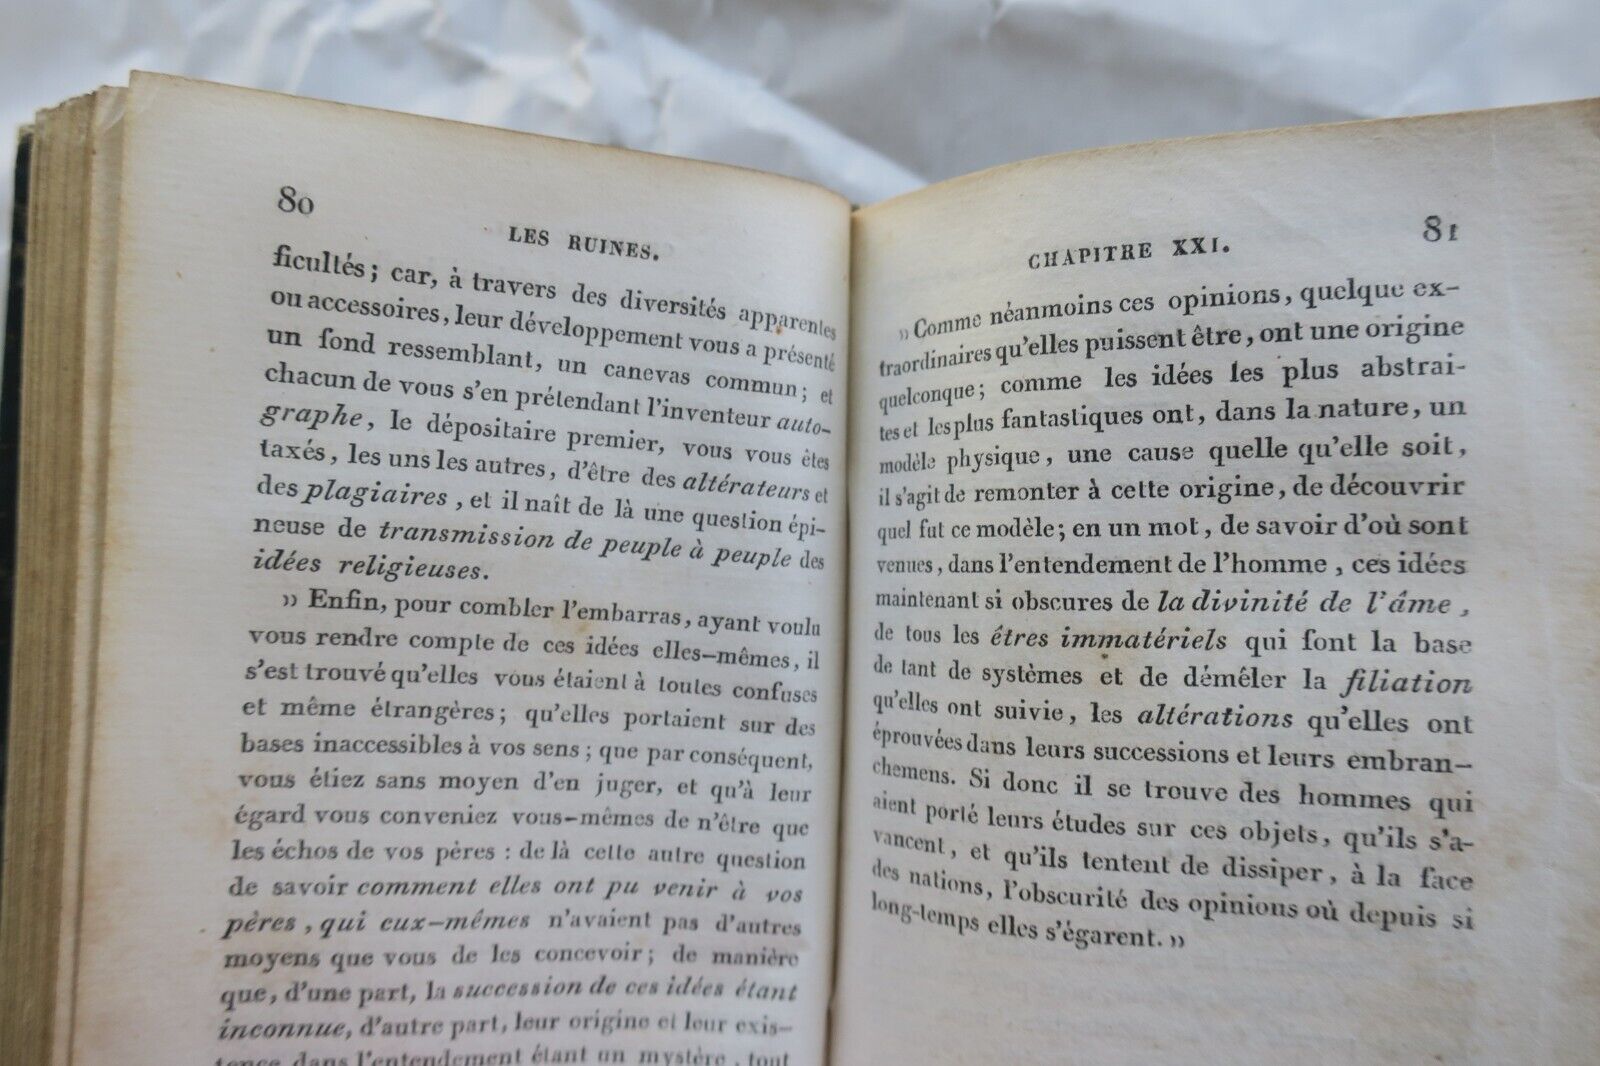 80
LES RUINES.
ficultés ; car, à travers des diversités apparentes
ou accessoires, leur développement vous a présenté
un fond ressemblant, un canevas commun ; et
chacun de vous s'en prétendant l'inventeur auto-
graphe, le dépositaire premier, vous vous êtes
taxés, les uns les autres, d'être des altérateurs et
des plagiaires, et il naît de là une question épi-
neuse de transmission de peuple à peuple des
idées religieuses.
» Enfin, pour combler l'embarras, ayant voulu
vous rendre compte de ces idées elles-mêmes, il
s'est trouvé qu'elles vous étaient à toutes confuses
et même étrangères ; qu'elles portaient sur des
bases inaccessibles à vos sens ; que par conséquent,
vous étiez sans moyen d'en juger, et qu'à leur
égard vous conveniez vous-mêmes de n'être que
les échos de vos pères : de là cette autre question
de savoir comment elles ont pu venir à vos
pères, qui eux-mêmes n'avaient pas d'autres
moyens que vous de les concevoir ; de manière
que, d'une part, la succession de ces idées étant
inconnue, d'autre part, leur origine et leur exis-
tence dans l'entendement étant un mystère, tout
81
CHAPITRE XXI.
» Comme néanmoins ces opinions, quelque ex-
traordinaires qu'elles puissent être, ont une origine
quelconque ; comme les idées les plus abstrai-
tes et les plus fantastiques ont, dans la nature, un
modèle physique, une cause quelle qu'elle soit,
il s'agit de remonter à cette origine, de découvrir
quel fut ce modèle ; en un mot, de savoir d'où sont
venues, dans l'entendement de l'homme, ces idées
maintenant si obscures de la divinité de l'âme,
de tous les êtres immatériels qui font la base
de tant de systèmes et de démêler la filiation
qu'elles ont suivie, les altérations qu'elles ont
éprouvées dans leurs successions et leurs embran-
chemens. Si donc il se trouve des hommes qui
aient porté leurs études sur ces objets, qu'ils s'a-
vancent, et qu'ils tentent de dissiper, à la face
des nations, l'obscurité des opinions où depuis si
long-temps elles s'égarent. »